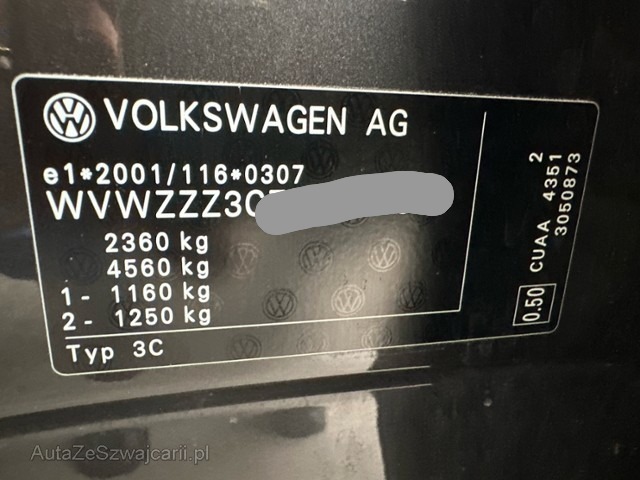 VOLKSWAGEN AG
e1*2001/116*0307
WVWZZZ3C
2360 kg
4560 kg
1 - 1160 kg
2 - 1250 kg
Typ 3C
0.50 CUAA 4351 2
3050873
AutaZeSzwajcarii.pl